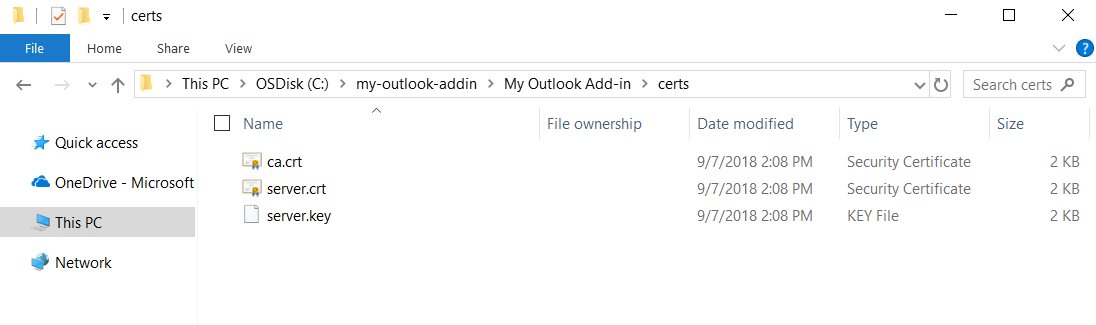 certs
File Home Share View
This PC OSDisk (C:) my-outlook-addin My Outlook Add-in certs Search certs
Name File ownership Date modified Type Size
Quick access
OneDrive - Microsoft
This PC
Network
ca.crt 9/7/2018 2:08 PM Security Certificate 2 KB
server.crt 9/7/2018 2:08 PM Security Certificate 2 KB
server.key 9/7/2018 2:08 PM KEY File 2 KB